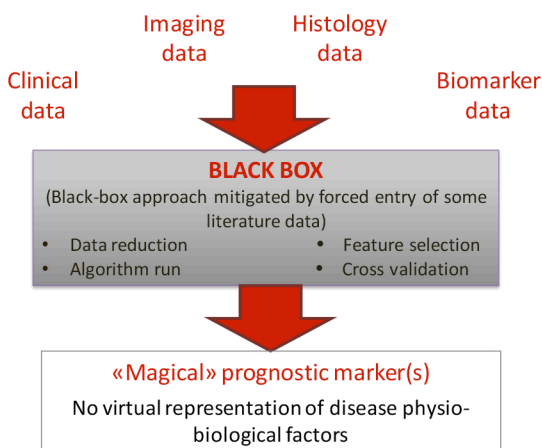 Imaging
data
Histology
data
Clinical
data
Biomarker
data
BLACK BOX
(Black-box approach mitigated by forced entry of some
literature data)
• Data reduction
• Feature selection
• Algorithm run
• Cross validation
«Magical» prognostic marker(s)
No virtual representation of disease physio-
biological factors